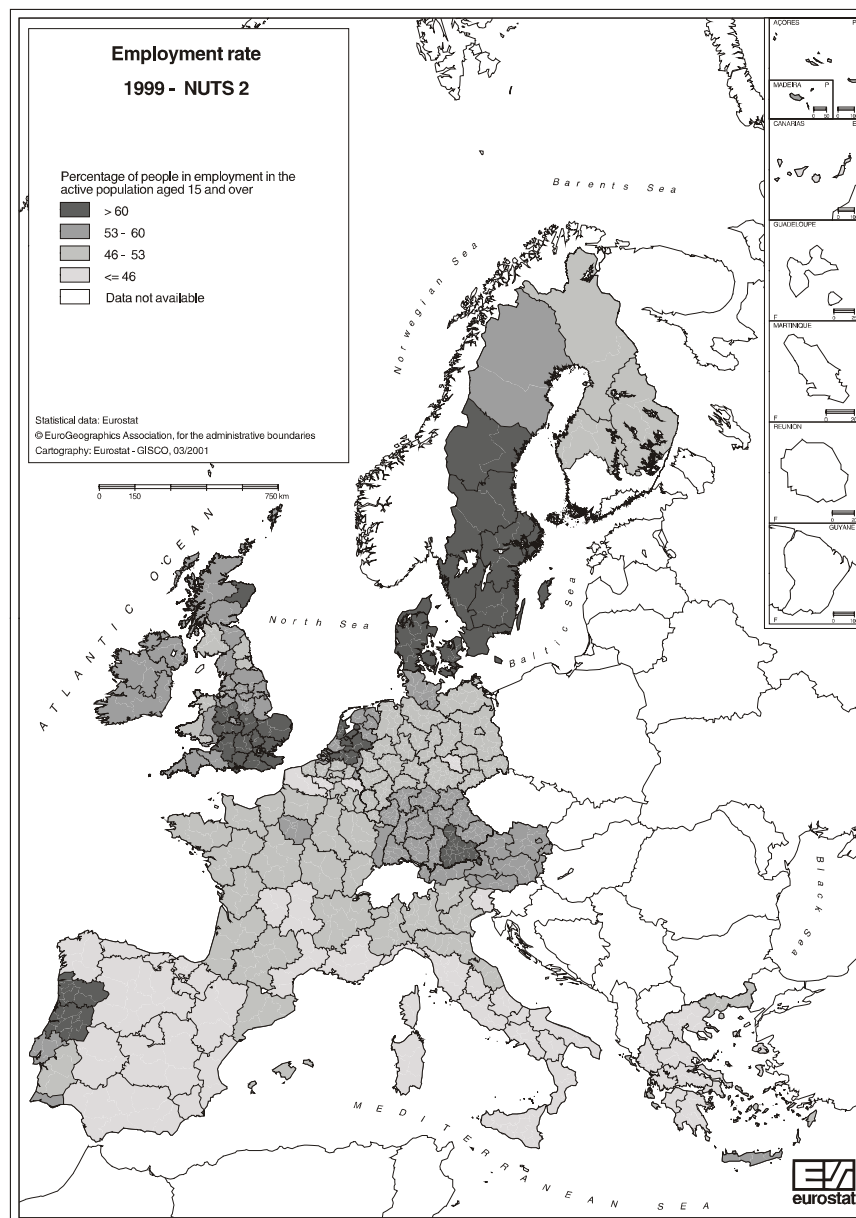 Employment rate
1999 - NUTS 2
Percentage of people in employment in the
active population aged 15 and over
> 60
53 - 60
46 - 53
<= 46
Data not available
Statistical data: Eurostat
© EuroGeographics Association, for the administrative boundaries
Cartography: Eurostat - GISCO, 03/2001
0 150 750 km
AÇORES P
MADEIRA P
CANARIAS E
GUADELOUPE
F
MARTINIQUE
F
REUNION
F
GUYANE
F
Barents Sea
Norwegian Sea
ATLANTIC OCEAN
North Sea
Baltic Sea
Black Sea
MEDITERRANEAN SEA
eurostat